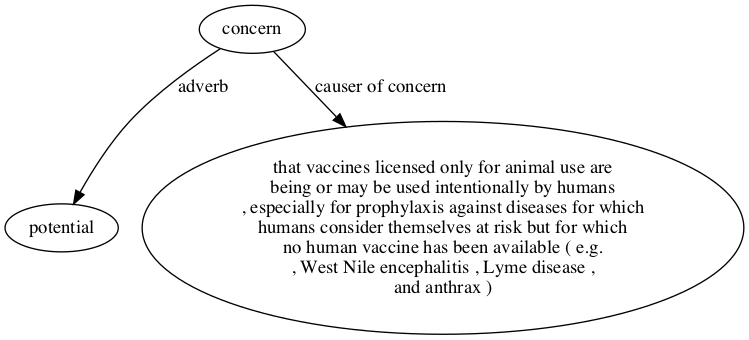 concern
adverb
causer of concern
that vaccines licensed only for animal use are
being or may be used intentionally by humans
, especially for prophylaxis against diseases for which
humans consider themselves at risk but for which
no human vaccine has been available ( e.g.
, West Nile encephalitis , Lyme disease ,
and anthrax )
potential